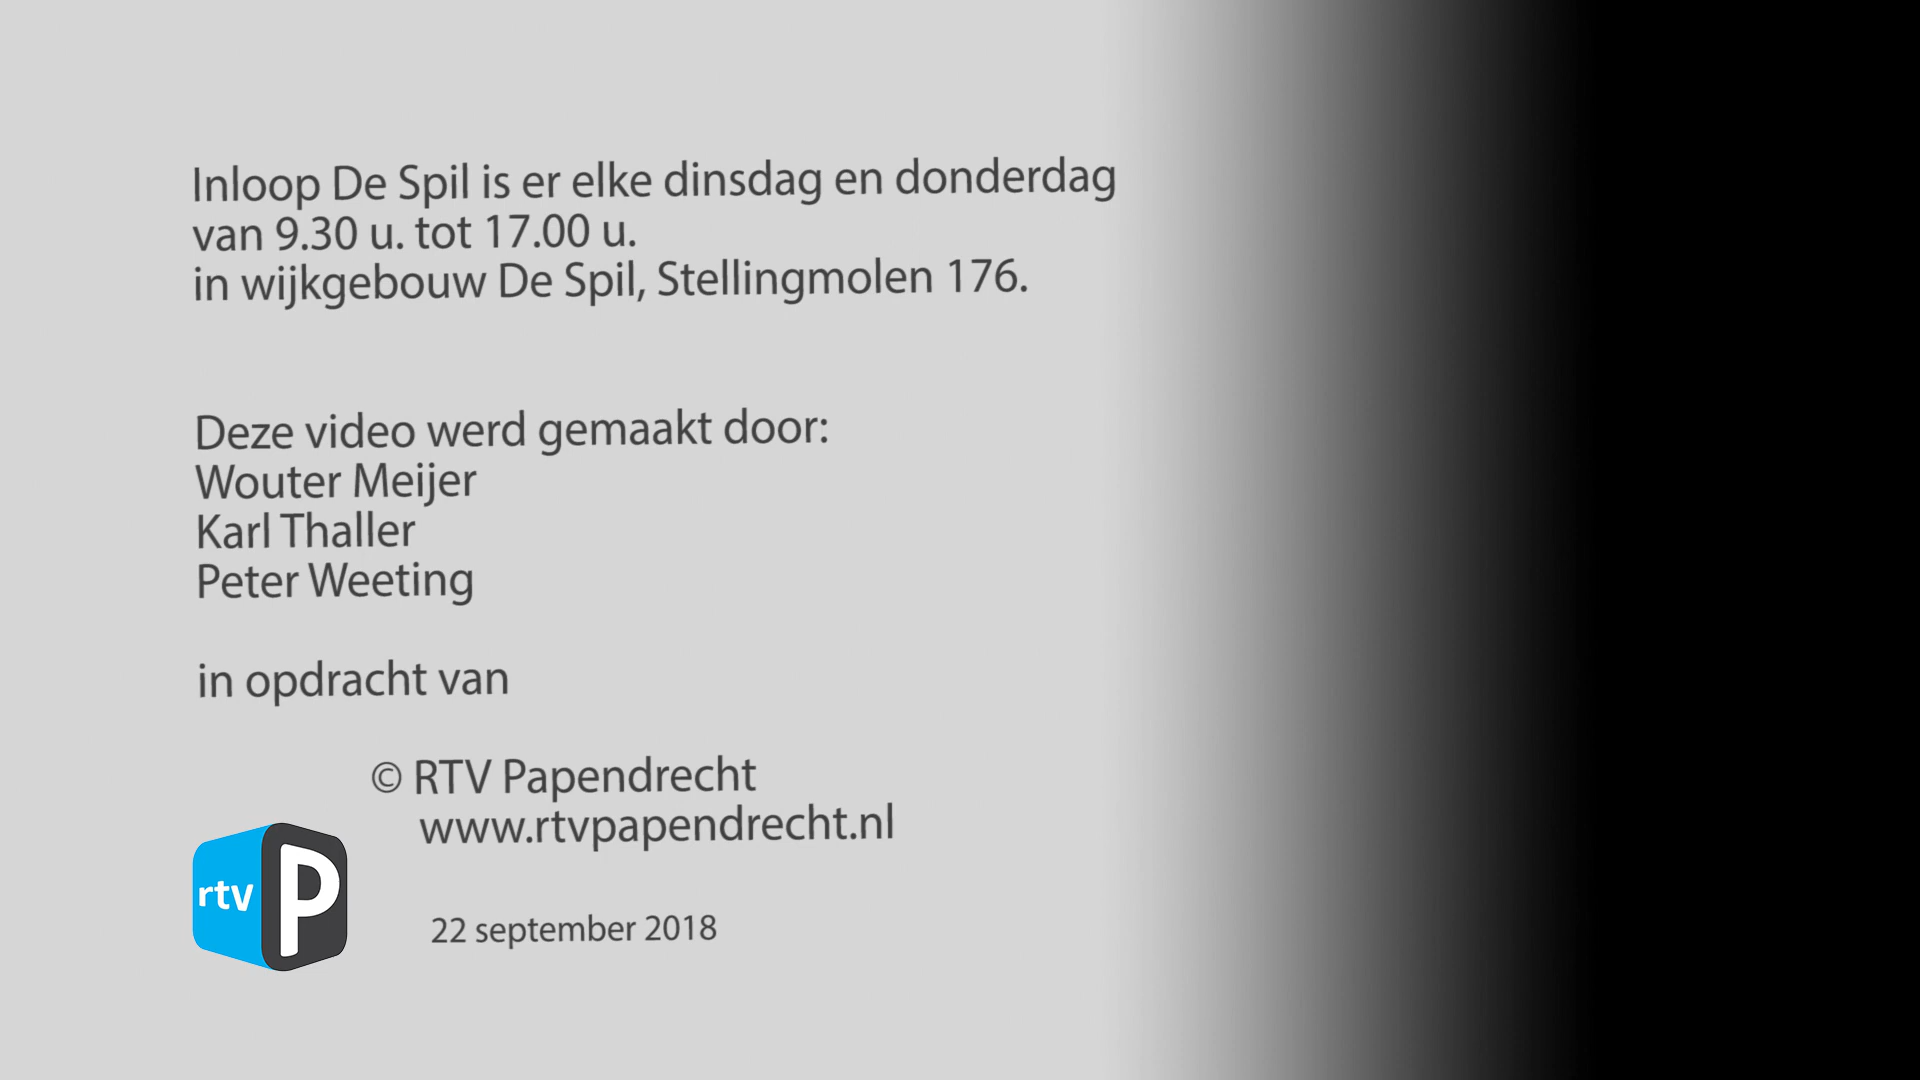 Inloop De Spil is er elke dinsdag en donderdag
van 9.30 u. tot 17.00 u.
in wijkgebouw De Spil, Stellingmolen 176.
Deze video werd gemaakt door:
Wouter Meijer
Karl Thaller
Peter Weeting
in opdracht van
© RTV Papendrecht
www.rtvpapendrecht.nl
rtv P
22 september 2018